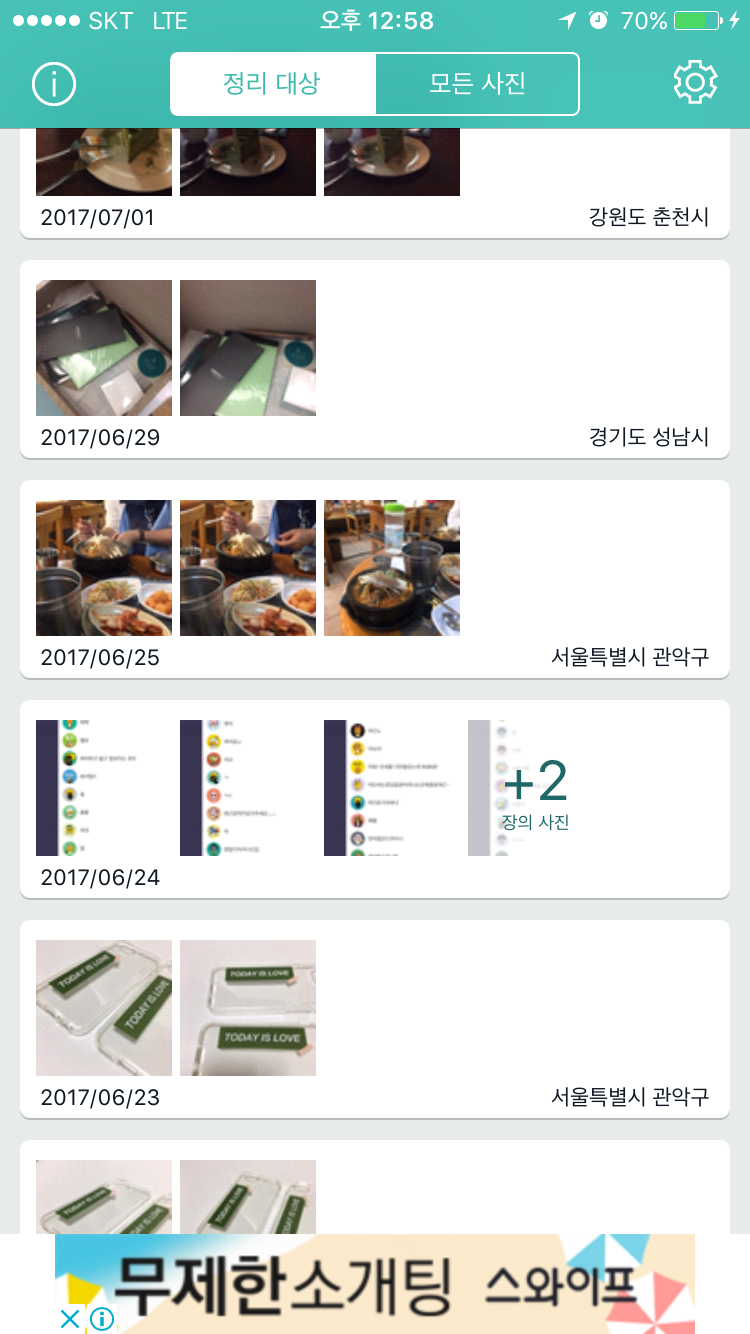 SKT LTE 오후 12:58 70%
정리 대상 모든 사진
2017/07/01 강원도 춘천시
2017/06/29 경기도 성남시
2017/06/25 서울특별시 관악구
+2
장의 사진
2017/06/24
TODAY IS LOVE
TODAY IS LOVE
TODAY IS LOVE
TODAY IS LOVE
2017/06/23 서울특별시 관악구
TODAY IS LOVE
TODAY IS LOVE
무제한소개팅 스와이프